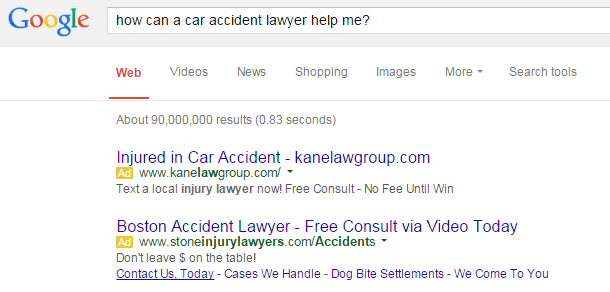 Google how can a car accident lawyer help me?
Web Videos News Shopping Images More Search tools
About 90,000,000 results (0.83 seconds)
Injured in Car Accident - kanelawgroup.com
Ad www.kanelawgroup.com/
Text a local injury lawyer now! Free Consult - No Fee Until Win
Boston Accident Lawyer - Free Consult via Video Today
Ad www.stoneinjurylawyers.com/Accidents
Don't leave $ on the table!
Contact Us, Today - Cases We Handle - Dog Bite Settlements - We Come To You